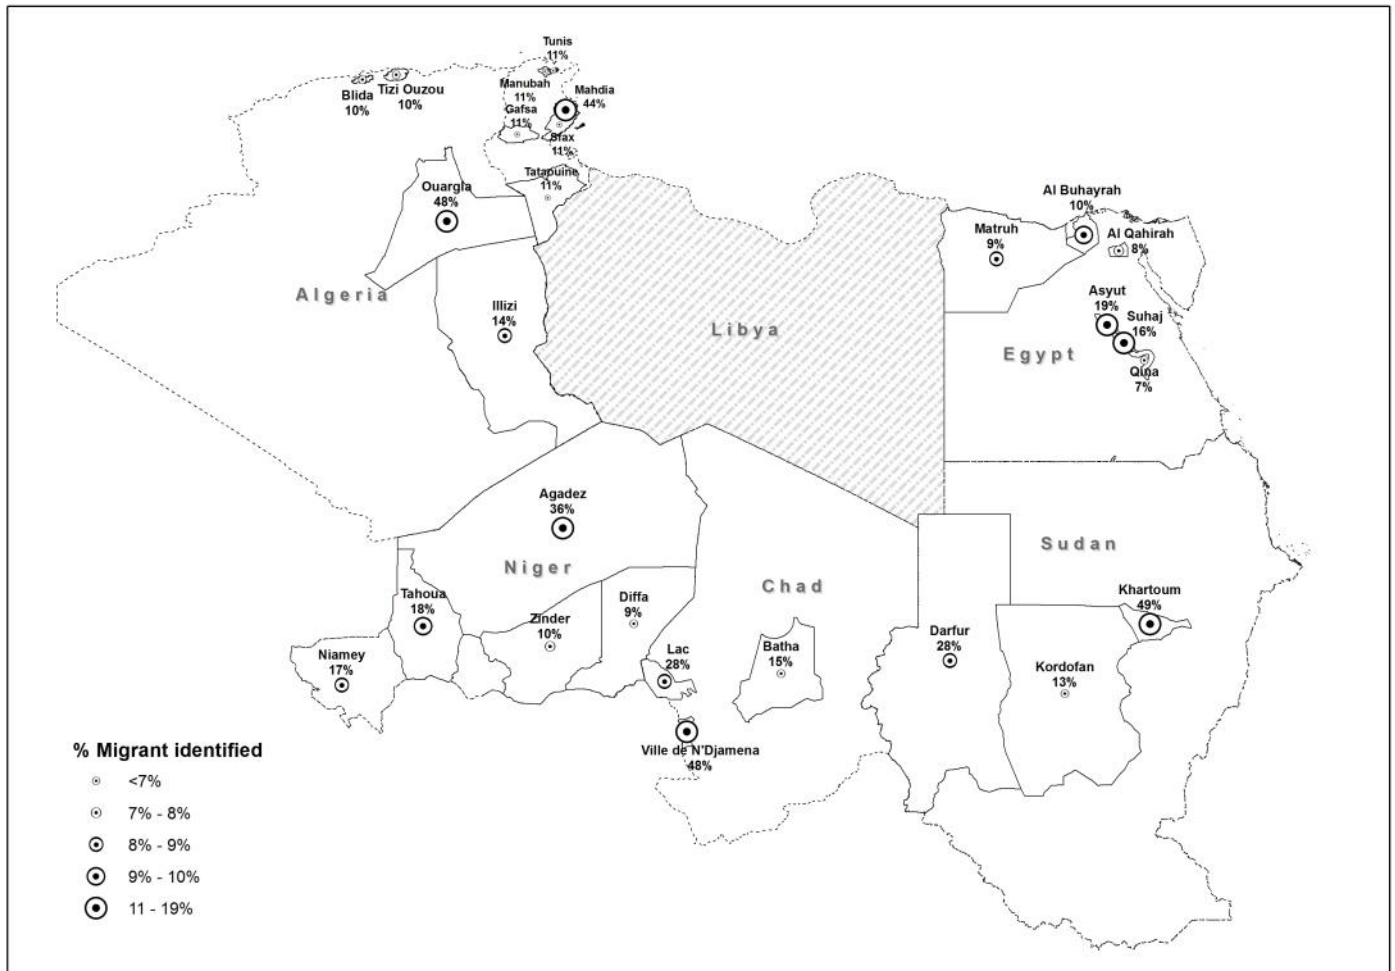 Tunis
11%
Blida
10%
Tizi Ouzou
10%
Manubah
11%
Mahdia
44%
Gafsa
11%
Sfax
11%
Tatapuine
11%
Ouargla
48%
Algeria
Illizi
14%
Libya
Al Buhayrah
10%
Matruh
9%
Al Qahirah
8%
Asyut
19%
Suhaj
16%
Egypt
Qina
7%
Agadez
36%
Niger
Tahoua
18%
Niamey
17%
Zinder
10%
Diffa
9%
Chad
Lac
28%
Batha
15%
Ville de N'Djamena
48%
Sudan
Khartoum
49%
Darfur
28%
Kordofan
13%
% Migrant identified
<7%
7% - 8%
8% - 9%
9% - 10%
11 - 19%